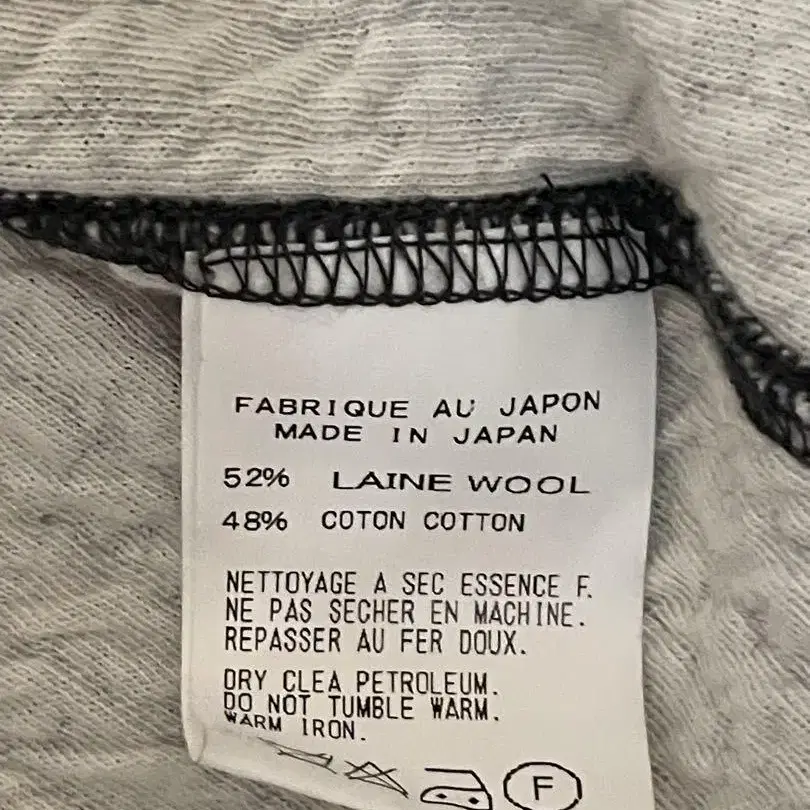 FABRIQUE AU JAPON
MADE IN JAPAN
52% LAINE WOOL
48% COTON COTTON
NETTOYAGE A SEC ESSENCE F.
NE PAS SECHER EN MACHINE.
REPASSER AU FER DOUX.
DRY CLEA PETROLEUM.
DO NOT TUMBLE WARM.
WARM IRON.
F